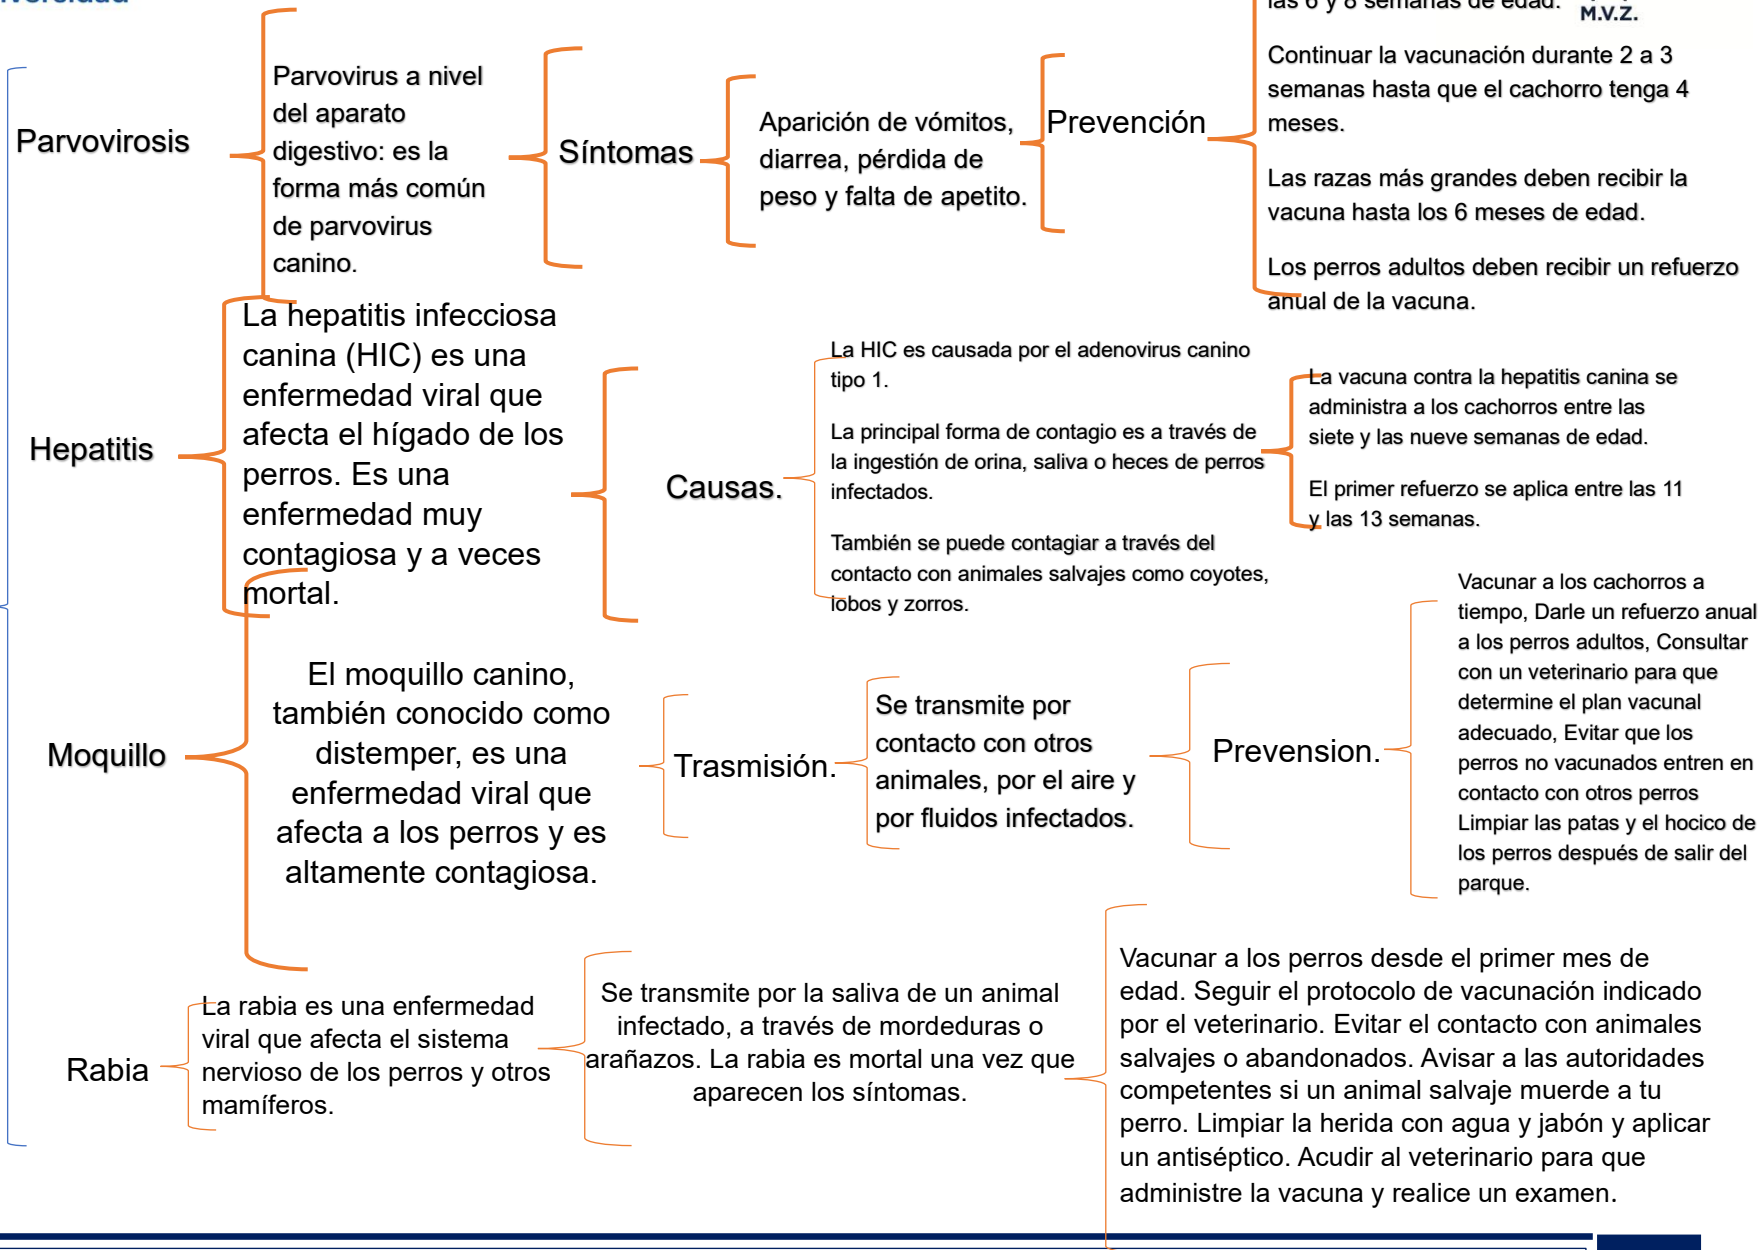 las 6 y 8 semanas de edad.
M.V.Z.
Parvovirosis
Parvovirus a nivel
del aparato
digestivo: es la
forma más común
de parvovirus
canino.
Síntomas
Aparición de vómitos,
diarrea, pérdida de
peso y falta de apetito.
Prevención
Continuar la vacunación durante 2 a 3
semanas hasta que el cachorro tenga 4
meses.
Las razas más grandes deben recibir la
vacuna hasta los 6 meses de edad.
Los perros adultos deben recibir un refuerzo
anual de la vacuna.
Hepatitis
La hepatitis infecciosa
canina (HIC) es una
enfermedad viral que
afecta el hígado de los
perros. Es una
enfermedad muy
contagiosa y a veces
mortal.
Causas.
La HIC es causada por el adenovirus canino
tipo 1.
La principal forma de contagio es a través de
la ingestión de orina, saliva o heces de perros
infectados.
También se puede contagiar a través del
contacto con animales salvajes como coyotes,
lobos y zorros.
La vacuna contra la hepatitis canina se
administra a los cachorros entre las
siete y las nueve semanas de edad.
El primer refuerzo se aplica entre las 11
y las 13 semanas.
Moquillo
El moquillo canino,
también conocido como
distemper, es una
enfermedad viral que
afecta a los perros y es
altamente contagiosa.
Trasmisión.
Se transmite por
contacto con otros
animales, por el aire y
por fluidos infectados.
Prevension.
Vacunar a los cachorros a
tiempo, Darle un refuerzo anual
a los perros adultos, Consultar
con un veterinario para que
determine el plan vacunal
adecuado, Evitar que los
perros no vacunados entren en
contacto con otros perros
Limpiar las patas y el hocico de
los perros después de salir del
parque.
Rabia
La rabia es una enfermedad
viral que afecta el sistema
nervioso de los perros y otros
mamíferos.
Se transmite por la saliva de un animal
infectado, a través de mordeduras o
arañazos. La rabia es mortal una vez que
aparecen los síntomas.
Vacunar a los perros desde el primer mes de
edad. Seguir el protocolo de vacunación indicado
por el veterinario. Evitar el contacto con animales
salvajes o abandonados. Avisar a las autoridades
competentes si un animal salvaje muerde a tu
perro. Limpiar la herida con agua y jabón y aplicar
un antiséptico. Acudir al veterinario para que
administre la vacuna y realice un examen.